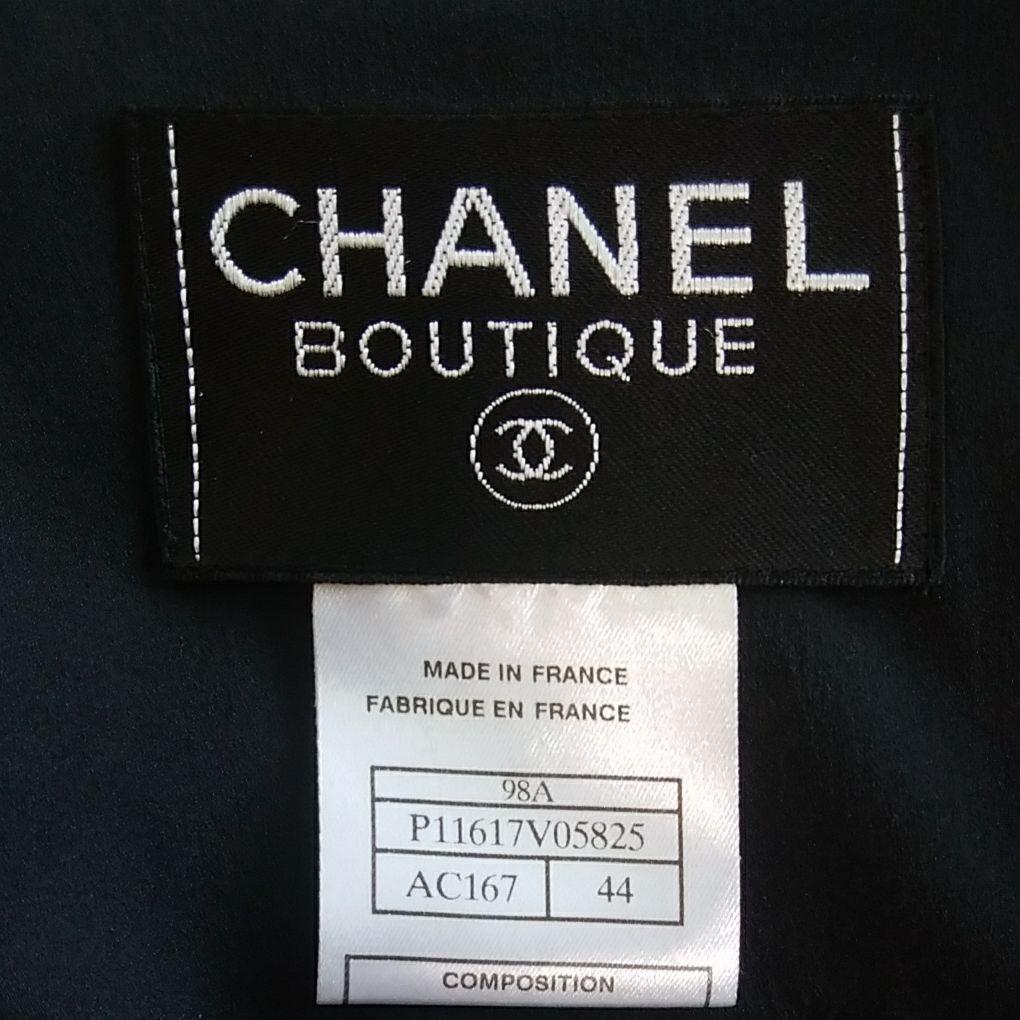 CHANEL
BOUTIQUE
MADE IN FRANCE
FABRIQUE EN FRANCE
98A
P11617V05825
AC167 44
COMPOSITION